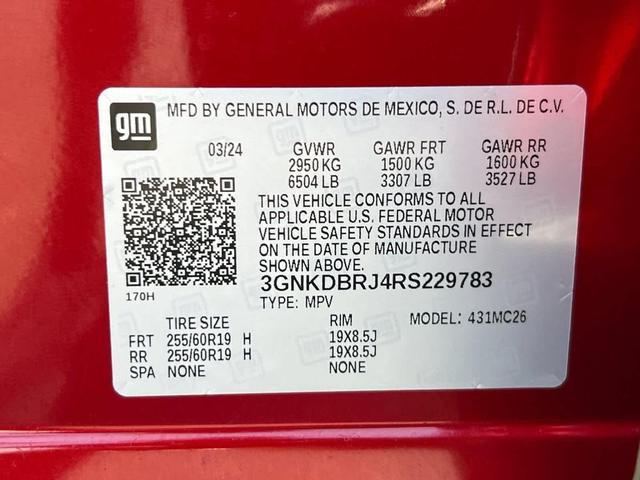 gm
MFD BY GENERAL MOTORS DE MEXICO, S. DE R.L. DE C.V.
03/24 GVWR GAWR FRT GAWR RR
2950 KG 1500 KG 1600 KG
6504 LB 3307 LB 3527 LB
THIS VEHICLE CONFORMS TO ALL
APPLICABLE U.S. FEDERAL MOTOR
VEHICLE SAFETY STANDARDS IN EFFECT
ON THE DATE OF MANUFACTURE
SHOWN ABOVE.
170H
3GNKDBRJ4RS229783
TYPE: MPV
TIRE SIZE RIM MODEL: 431MC26
FRT 255/60R19 H 19X8.5J
RR 255/60R19 H 19X8.5J
SPA NONE NONE